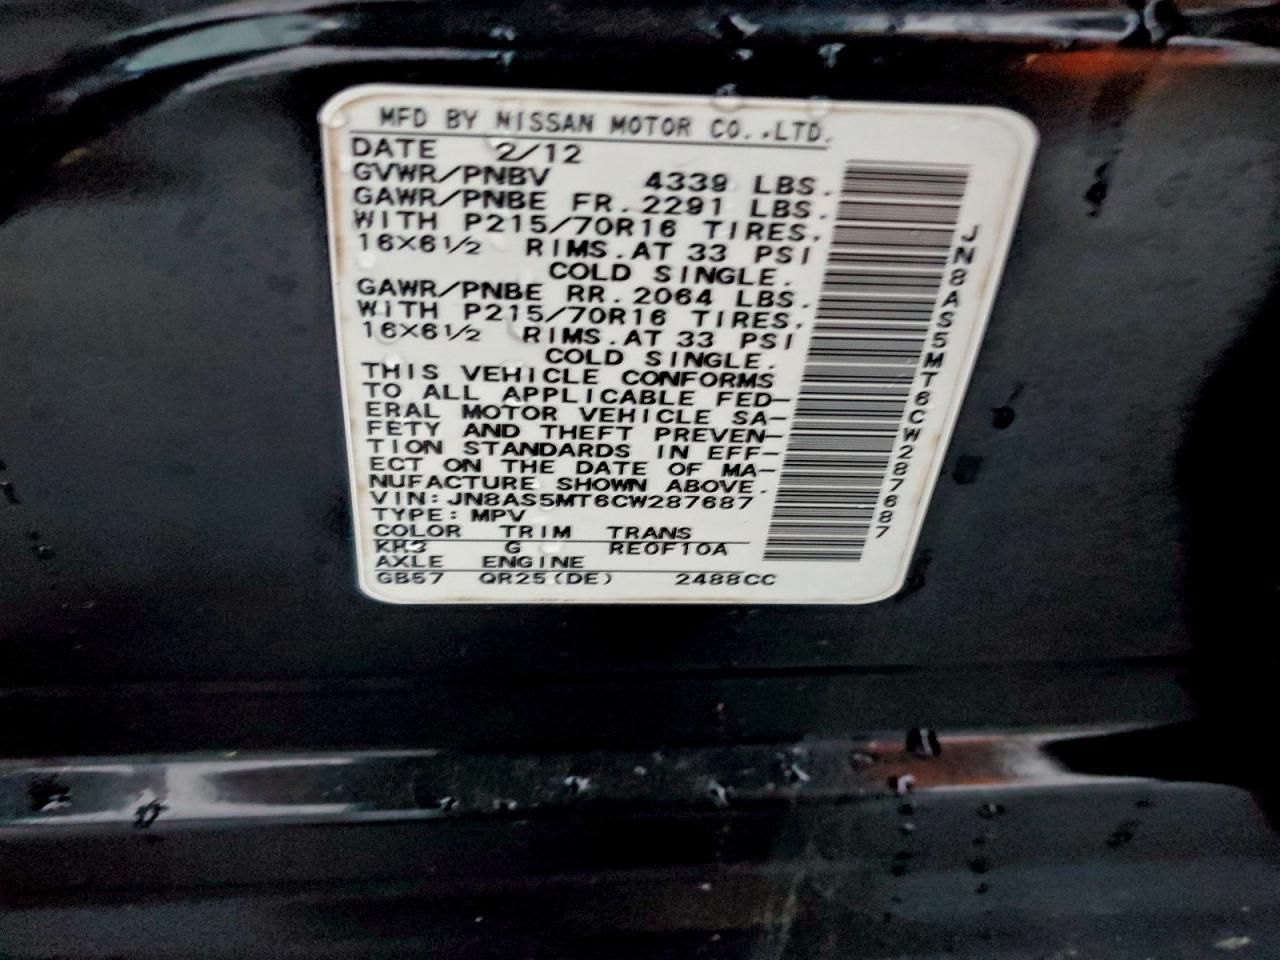 MFD BY NISSAN MOTOR CO.,LTD.
DATE 2/12
GVWR/PNBV 4339 LBS.
GAWR/PNBE FR.2291 LBS.
WITH P215/70R16 TIRES.
16X6½ RIMS.AT 33 PSI
COLD SINGLE.
GAWR/PNBE RR.2064 LBS.
WITH P215/70R16 TIRES.
16X6½ RIMS.AT 33 PSI
COLD SINGLE.
THIS VEHICLE CONFORMS
TO ALL APPLICABLE FED-
ERAL MOTOR VEHICLE SA-
FETY AND THEFT PREVEN-
TION STANDARDS IN EFF-
ECT ON THE DATE OF MA-
NUFACTURE SHOWN ABOVE.
VIN:JN8AS5MT6CW287687
TYPE:MPV
COLOR TRIM TRANS
KH3 G RE0F10A
AXLE ENGINE
GB57 QR25(DE) 2488CC
JN8AS5MT6CW287687